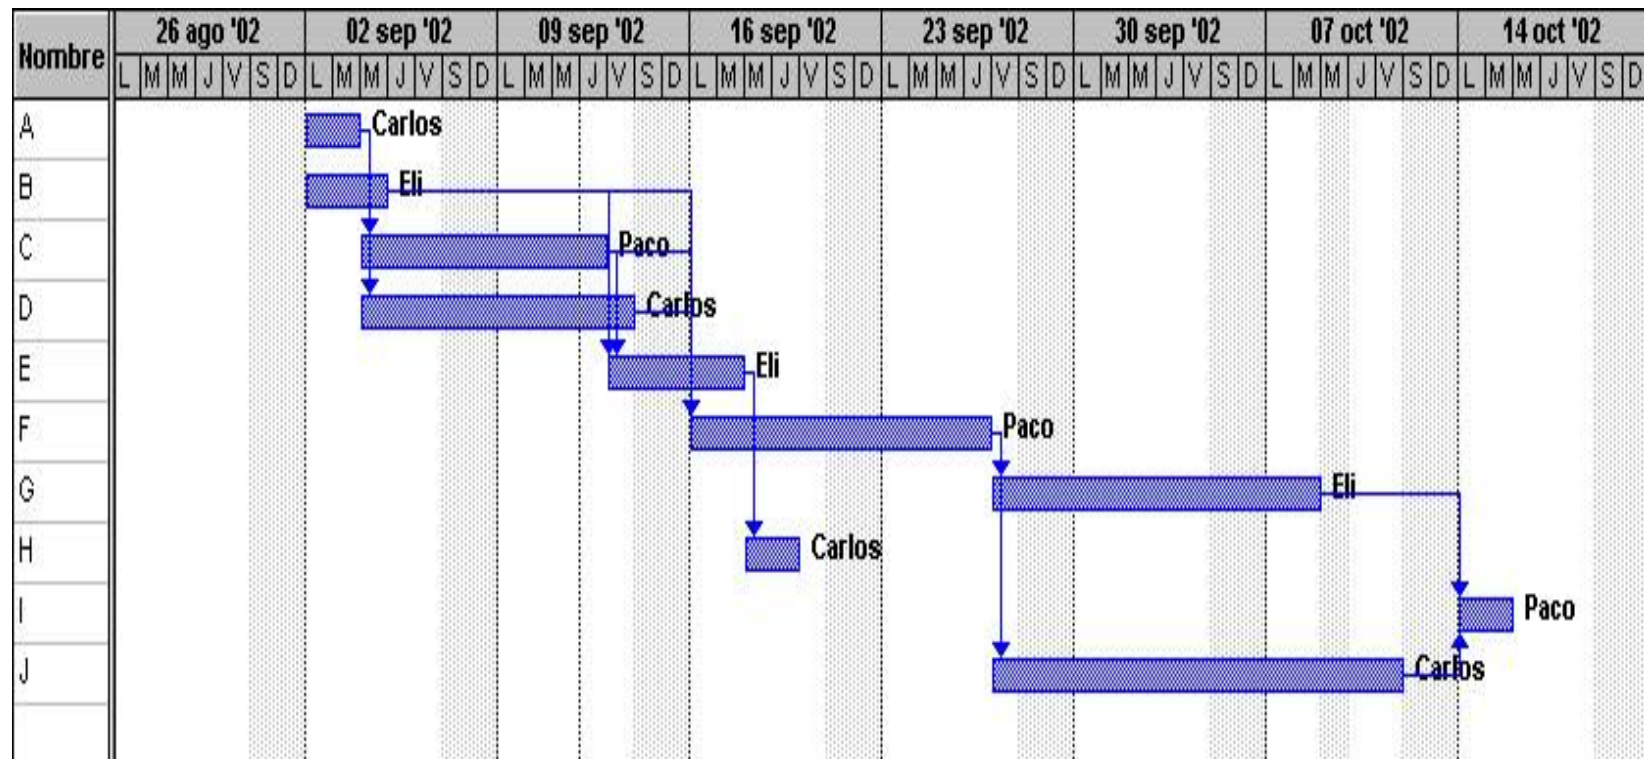 Nombre
26 ago '02 02 sep '02 09 sep '02 16 sep '02 23 sep '02 30 sep '02 07 oct '02 14 oct '02
L M M J V S D L M M J V S D L M M J V S D L M M J V S D L M M J V S D L M M J V S D L M M J V S D L M M J V S D
A Carlos
B Eli
C Paco
D Carlos
E Eli
F Paco
G Eli
H Carlos
I Paco
J Carlos